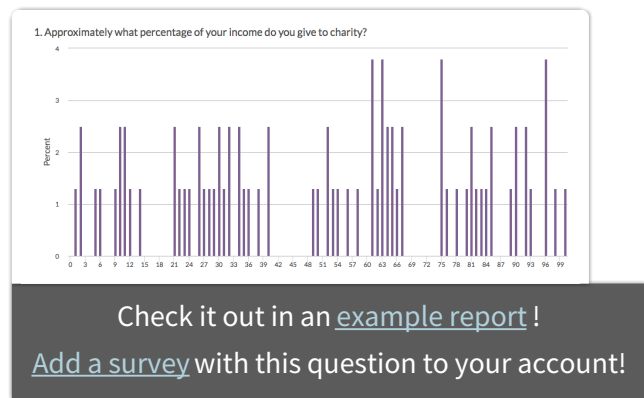 1. Approximately what percentage of your income do you give to charity?
4
3
2
1
0
Percent
0 3 6 9 12 15 18 21 24 27 30 33 36 39 42 45 48 51 54 57 60 63 66 69 72 75 78 81 84 87 90 93 96 99
Check it out in an example report !
Add a survey with this question to your account!